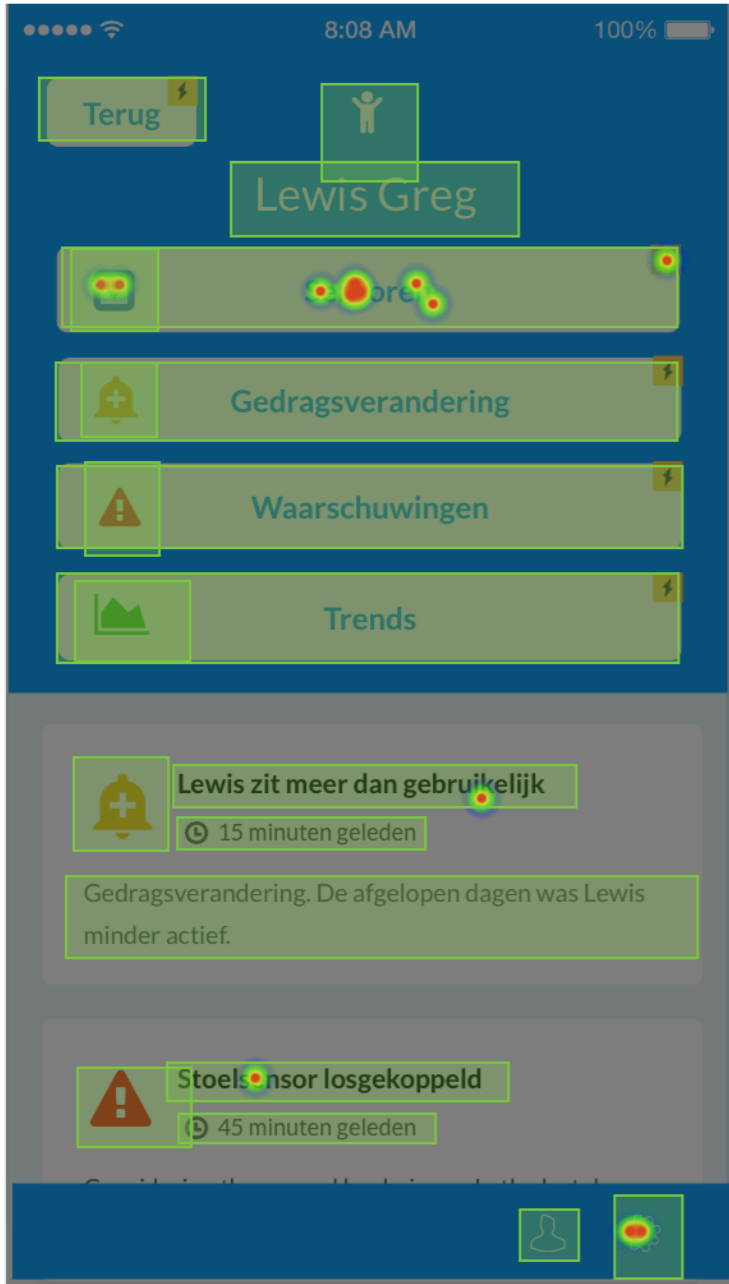 8:08 AM
100%
Terug
Lewis Greg
Gedragsverandering
Waarschuwingen
Trends
Lewis zit meer dan gebruikelijk
15 minuten geleden
Gedragsverandering. De afgelopen dagen was Lewis
minder actief.
Stoelsensor losgekoppeld
45 minuten geleden